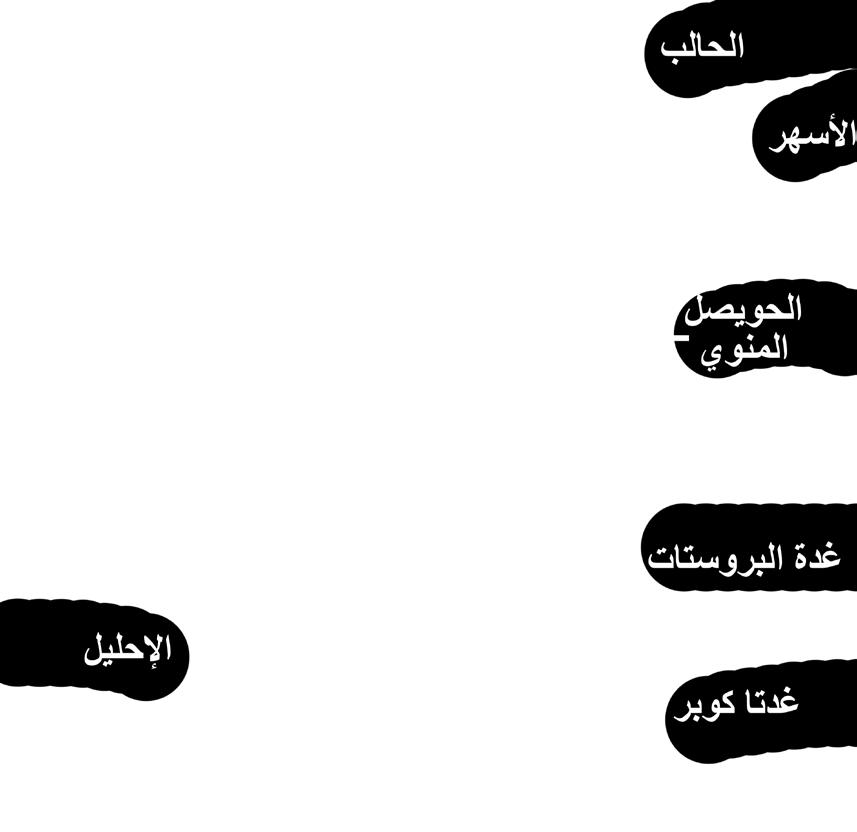 الحالب
الأسهر
الحويصل
المنوي
غدة البروستات
الإحليل
غدتا كوبر